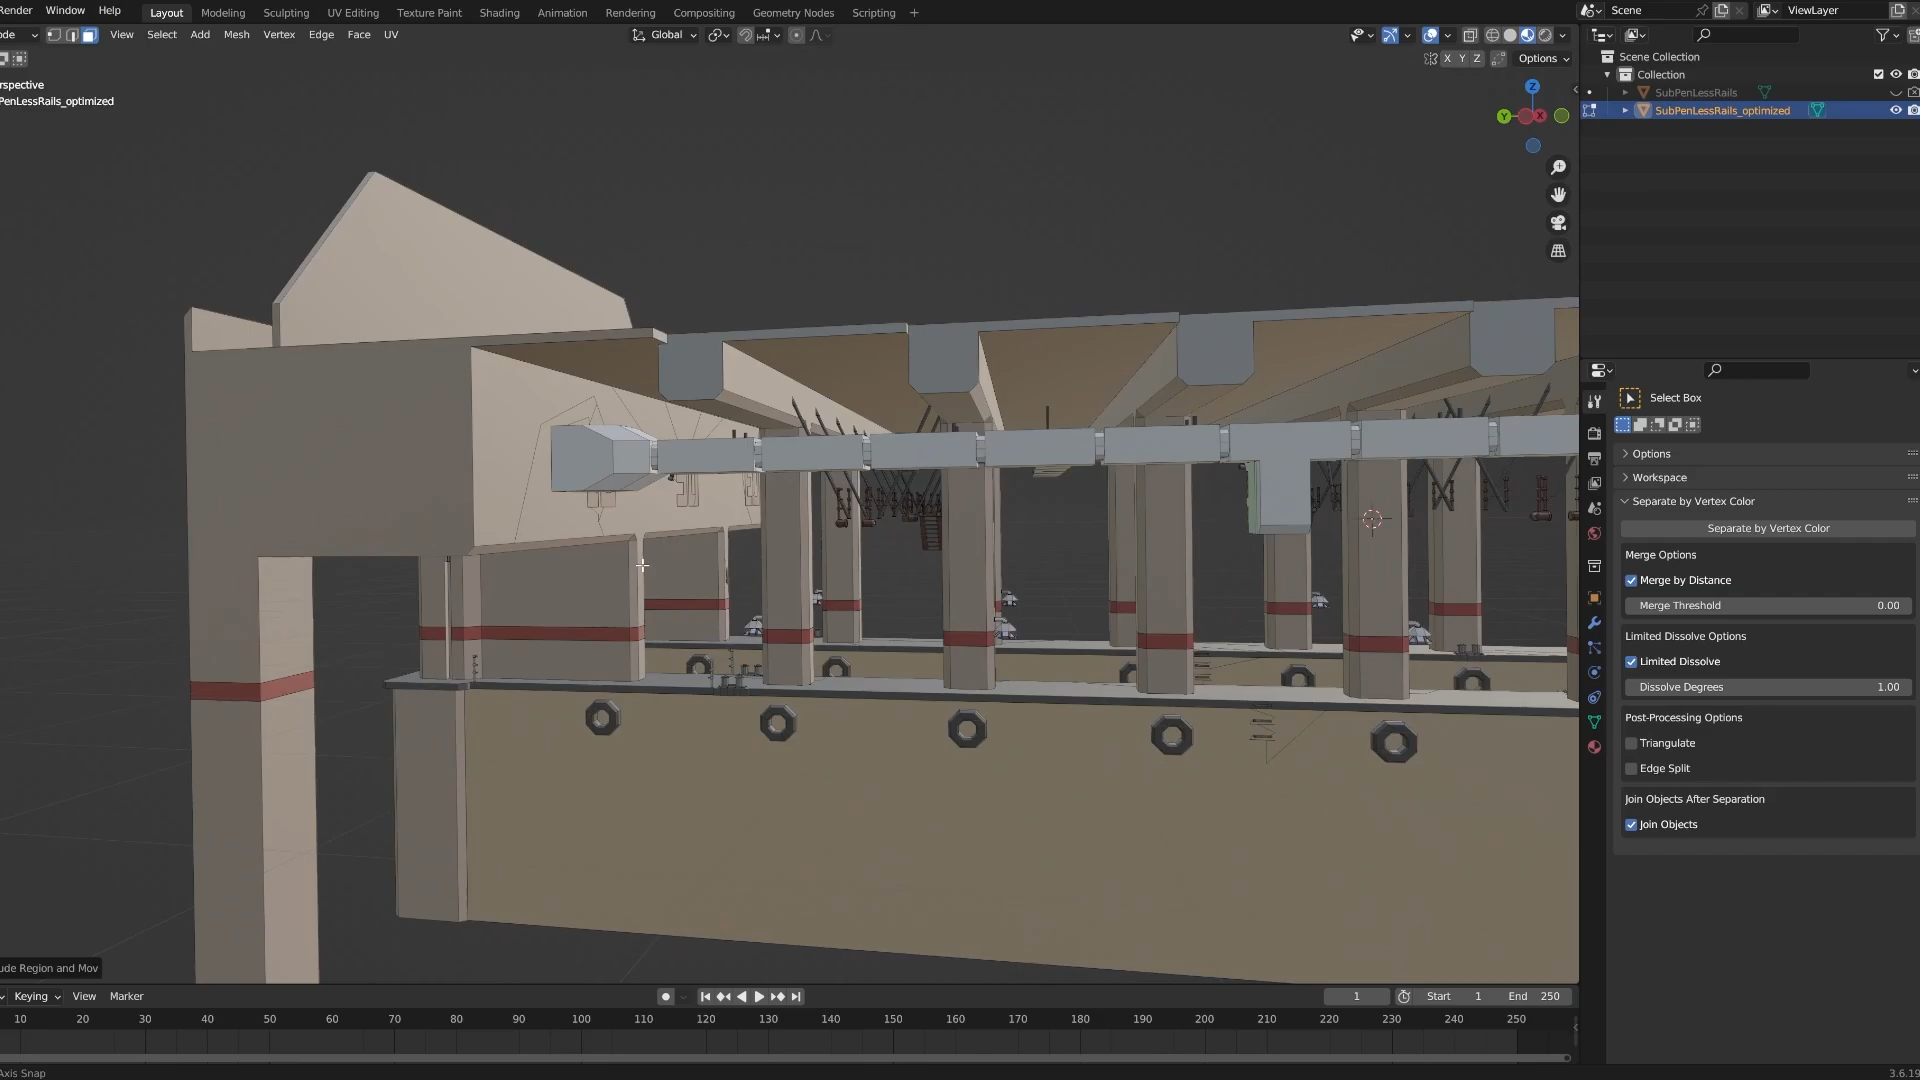 Render Window Help Layout Modeling Sculpting UV Editing Texture Paint Shading Animation Rendering Compositing Geometry Nodes Scripting + Scene ViewLayer
ode View Select Add Mesh Vertex Edge Face UV Global
X Y Z Options
rspective
PenLessRails_optimized
Z
Y X
Scene Collection
Collection
SubPenLessRails
SubPenLessRails_optimized
Select Box
Options
Workspace
Separate by Vertex Color
Separate by Vertex Color
Merge Options
Merge by Distance
Merge Threshold 0.00
Limited Dissolve Options
Limited Dissolve
Dissolve Degrees 1.00
Post-Processing Options
Triangulate
Edge Split
Join Objects After Separation
Join Objects
ude Region and Mov
Keying View Marker 1 Start 1 End 250
10 20 30 40 50 60 70 80 90 100 110 120 130 140 150 160 170 180 190 200 210 220 230 240 250
Axis Snap 3.6.19